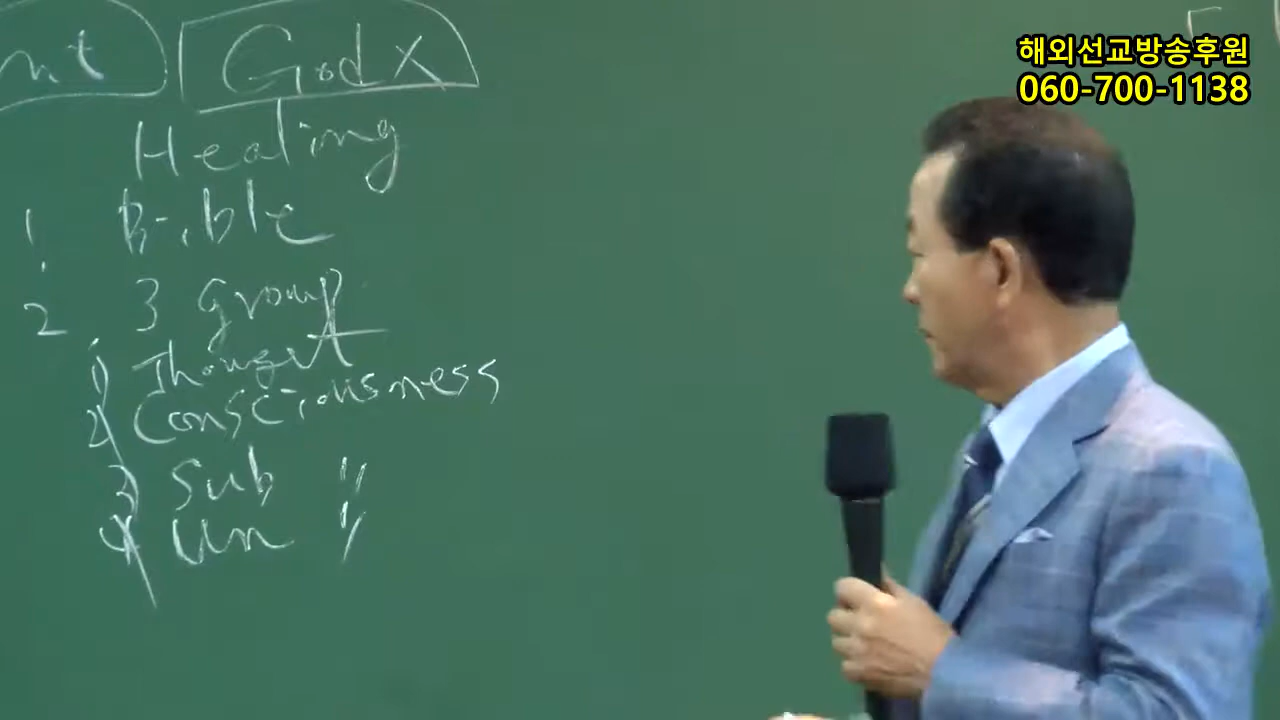 해외선교방송후원
060-700-1138
nt God X
Healing
1 Bible
2 3 group
1) Thought
2) Consciousness
3) Sub "
4) Un "